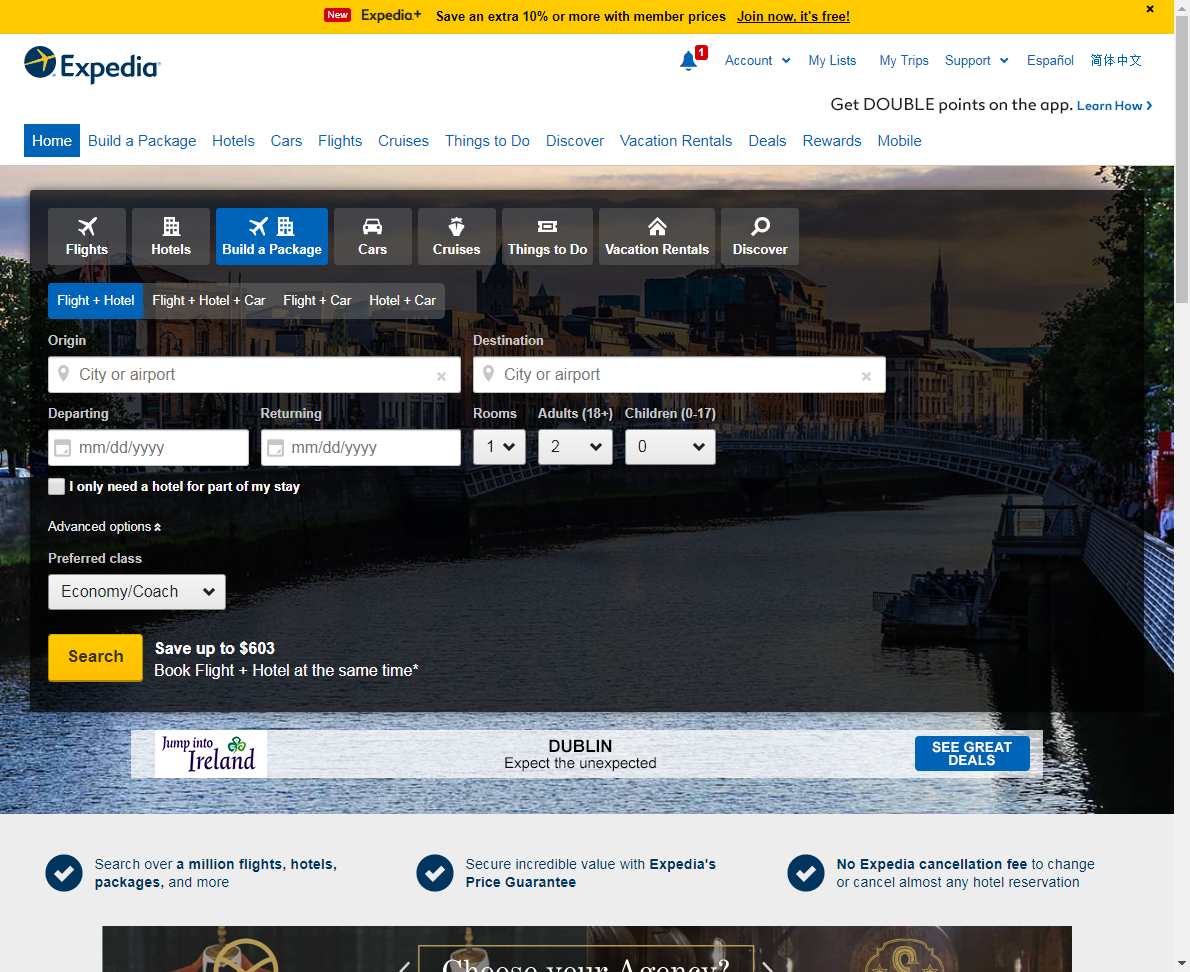 New Expedia+ Save an extra 10% or more with member prices Join now, it's free!
Expedia
1 Account My Lists My Trips Support Español 简体中文
Get DOUBLE points on the app. Learn How
Home Build a Package Hotels Cars Flights Cruises Things to Do Discover Vacation Rentals Deals Rewards Mobile
Flights Hotels Build a Package Cars Cruises Things to Do Vacation Rentals Discover
Flight + Hotel Flight + Hotel + Car Flight + Car Hotel + Car
Origin Destination
City or airport City or airport
Departing Returning Rooms Adults (18+) Children (0-17)
mm/dd/yyyy mm/dd/yyyy 1 2 0
I only need a hotel for part of my stay
Advanced options
Preferred class
Economy/Coach
Search
Save up to $603
Book Flight + Hotel at the same time*
Jump into
Ireland
DUBLIN
Expect the unexpected
SEE GREAT
DEALS
Search over a million flights, hotels,
packages, and more
Secure incredible value with Expedia's
Price Guarantee
No Expedia cancellation fee to change
or cancel almost any hotel reservation
Choose your Agency?